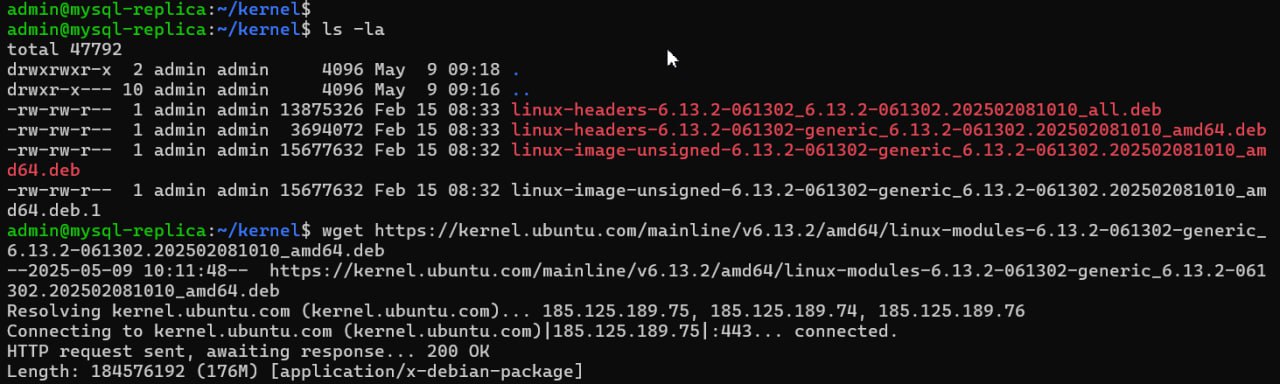 admin@mysql-replica:~/kernel$
admin@mysql-replica:~/kernel$ ls -la
total 47792
drwxrwxr-x  2 admin admin     4096 May  9 09:18 .
drwxr-x--- 10 admin admin     4096 May  9 09:16 ..
-rw-rw-r--  1 admin admin 13875326 Feb 15 08:33 linux-headers-6.13.2-061302_6.13.2-061302.202502081010_all.deb
-rw-rw-r--  1 admin admin  3694072 Feb 15 08:33 linux-headers-6.13.2-061302-generic_6.13.2-061302.202502081010_amd64.deb
-rw-rw-r--  1 admin admin 15677632 Feb 15 08:32 linux-image-unsigned-6.13.2-061302-generic_6.13.2-061302.202502081010_am
d64.deb
-rw-rw-r--  1 admin admin 15677632 Feb 15 08:32 linux-image-unsigned-6.13.2-061302-generic_6.13.2-061302.202502081010_am
d64.deb.1
admin@mysql-replica:~/kernel$ wget https://kernel.ubuntu.com/mainline/v6.13.2/amd64/linux-modules-6.13.2-061302-generic_
6.13.2-061302.202502081010_amd64.deb
--2025-05-09 10:11:48--  https://kernel.ubuntu.com/mainline/v6.13.2/amd64/linux-modules-6.13.2-061302-generic_6.13.2-061
302.202502081010_amd64.deb
Resolving kernel.ubuntu.com (kernel.ubuntu.com)... 185.125.189.75, 185.125.189.74, 185.125.189.76
Connecting to kernel.ubuntu.com (kernel.ubuntu.com)|185.125.189.75|:443... connected.
HTTP request sent, awaiting response... 200 OK
Length: 184576192 (176M) [application/x-debian-package]